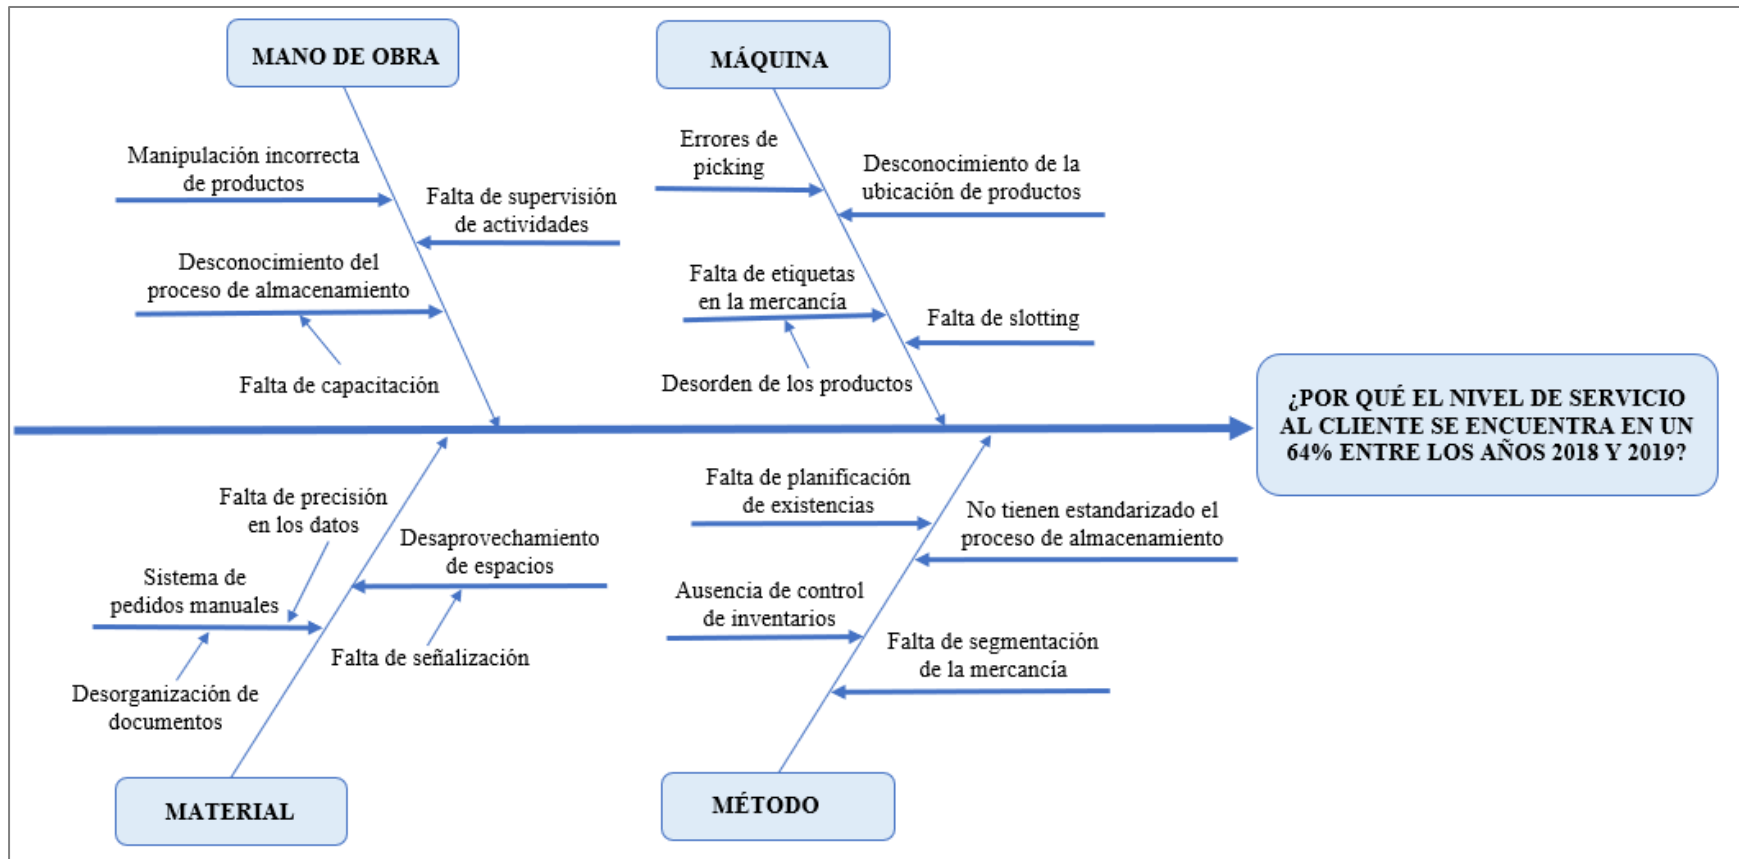 MANO DE OBRA
MÁQUINA
Manipulación incorrecta
de productos
Falta de supervisión
de actividades
Desconocimiento del
proceso de almacenamiento
Falta de capacitación
Errores de
picking
Desconocimiento de la
ubicación de productos
Falta de etiquetas
en la mercancía
Falta de slotting
Desorden de los productos
¿POR QUÉ EL NIVEL DE SERVICIO
AL CLIENTE SE ENCUENTRA EN UN
64% ENTRE LOS AÑOS 2018 Y 2019?
Falta de precisión
en los datos
Desaprovechamiento
de espacios
Sistema de
pedidos manuales
Falta de señalización
Desorganización de
documentos
Falta de planificación
de existencias
No tienen estandarizado el
proceso de almacenamiento
Ausencia de control
de inventarios
Falta de segmentación
de la mercancía
MATERIAL
MÉTODO